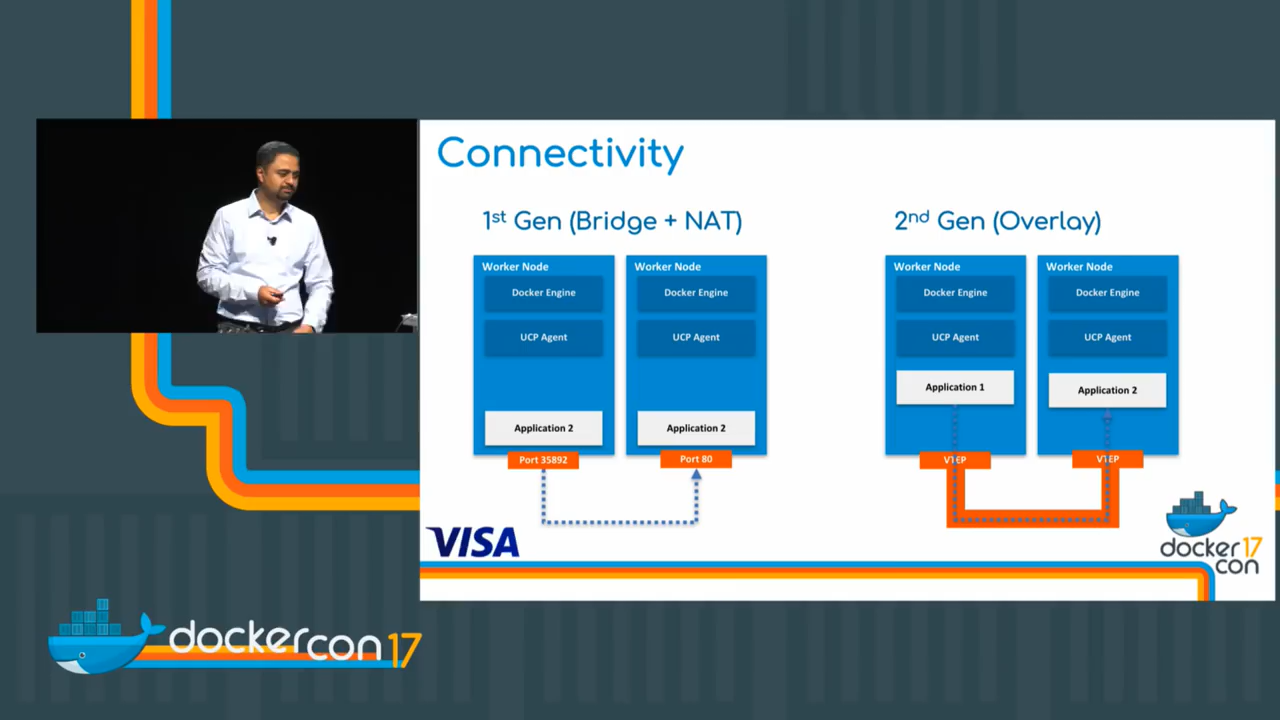 Connectivity
1st Gen (Bridge + NAT)
2nd Gen (Overlay)
Worker Node
Worker Node
Worker Node
Worker Node
Docker Engine
Docker Engine
Docker Engine
Docker Engine
UCP Agent
UCP Agent
UCP Agent
UCP Agent
Application 1
Application 2
Application 2
Application 2
Port 35892
Port 80
VTEP
VTEP
VISA
docker 17
con
dockercon 17